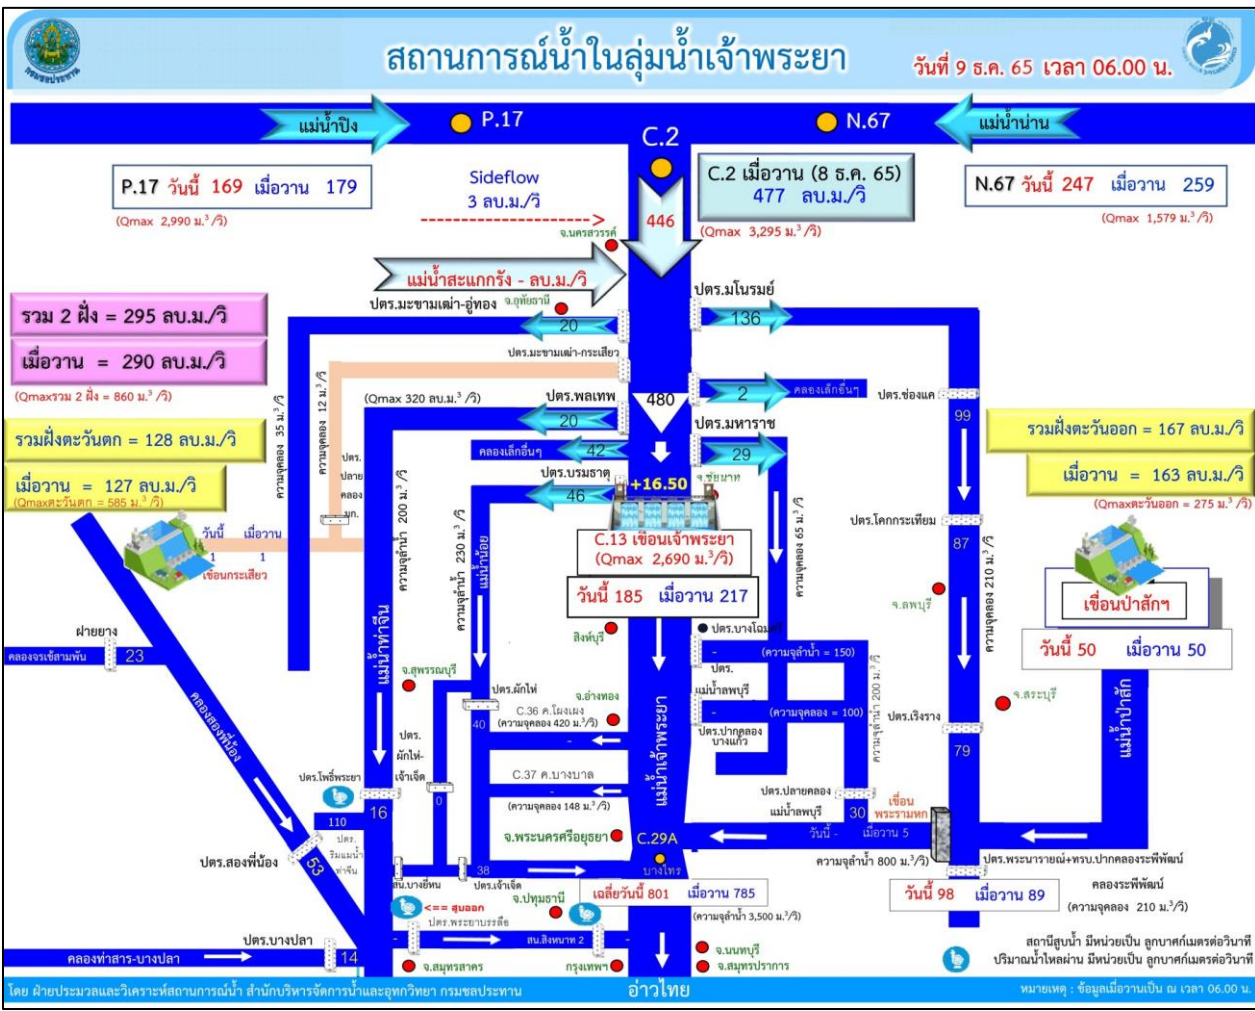 สถานการณ์น้ำในลุ่มน้ำเจ้าพระยา
วันที่ 9 ธ.ค. 65 เวลา 06.00 น.
กรมชลประทาน
แม่น้ำปิง
P.17
N.67
แม่น้ำน่าน
C.2
P.17 วันนี้ 169 เมื่อวาน 179
(Qmax 2,990 ม.³/วิ)
Sideflow
3 ลบ.ม./วิ
จ.นครสวรรค์
446
C.2 เมื่อวาน (8 ธ.ค. 65)
477 ลบ.ม./วิ
(Qmax 3,295 ม.³/วิ)
N.67 วันนี้ 247 เมื่อวาน 259
(Qmax 1,579 ม.³/วิ)
แม่น้ำสะแกกรัง - ลบ.ม./วิ
รวม 2 ฝั่ง = 295 ลบ.ม./วิ
เมื่อวาน = 290 ลบ.ม./วิ
(Qmaxรวม 2 ฝั่ง = 860 ม.³/วิ)
รวมฝั่งตะวันตก = 128 ลบ.ม./วิ
เมื่อวาน = 127 ลบ.ม./วิ
(Qmaxตะวันตก = 585 ม.³/วิ)
ปตร.มะขามเฒ่า-อู่ทอง
จ.อุทัยธานี
20
ปตร.มะขามเฒ่า-กระเสียว
ความจุคลอง 35 ม.³/วิ
ความจุคลอง 12 ม.³/วิ
(Qmax 320 ลบ.ม.³/วิ)
ปตร.พลเทพ
20
คลองเล็กอื่นๆ
42
ปตร.บรมธาตุ
46
ปตร.
ปลาย
คลอง
มก.
ความจุลำน้ำ 200 ม.³/วิ
ความจุลำน้ำ 230 ม.³/วิ
แม่น้ำน้อย
ปตร.มโนรมย์
136
2
คลองเล็กอื่นๆ
480
ปตร.มหาราช
29
จ.ชัยนาท
+16.50
C.13 เขื่อนเจ้าพระยา
(Qmax 2,690 ม.³/วิ)
วันนี้ 185 เมื่อวาน 217
ความจุคลอง 65 ม.³/วิ
ปตร.ช่องแค
99
ปตร.โคกกระเทียม
87
ความจุคลอง 210 ม.³/วิ
จ.ลพบุรี
รวมฝั่งตะวันออก = 167 ลบ.ม./วิ
เมื่อวาน = 163 ลบ.ม./วิ
(Qmaxตะวันออก = 275 ม.³/วิ)
เขื่อนป่าสักฯ
วันนี้ 50 เมื่อวาน 50
วันนี้ เมื่อวาน
1 1
เขื่อนกระเสียว
ฝายยาง
คลองจรเข้สามพัน
23
คลองสองพี่น้อง
แม่น้ำท่าจีน
จ.สุพรรณบุรี
สิงห์บุรี
ปตร.บางโฉมศรี
-
(ความจุลำน้ำ = 150)
ปตร.
แม่น้ำลพบุรี
-
(ความจุคลอง = 100)
ปตร.ปากคลอง
บางแก้ว
ความจุลำน้ำ 200 ม.³/วิ
ปตร.ผักไห่
40
จ.อ่างทอง
C.36 ค.โผงเผง
(ความจุคลอง 420 ม.³/วิ)
-
ปตร.
ผักไห่-
เจ้าเจ็ด
0
C.37 ค.บางบาล
-
(ความจุคลอง 148 ม.³/วิ)
แม่น้ำเจ้าพระยา
ปตร.เริงราง
79
จ.สระบุรี
แม่น้ำป่าสัก
ปตร.โพธิ์พระยา
16
110
ปตร.
ริมแม่น้ำ
ท่าจีน
ปตร.สองพี่น้อง
53
จ.พระนครศรีอยุธยา
C.29A
บางไทร
ปตร.ปลายคลอง
แม่น้ำลพบุรี
30
เขื่อน
พระรามหก
วันนี้ - เมื่อวาน 5
ความจุลำน้ำ 800 ม.³/วิ)
ปตร.พระนารายณ์+ทรบ.ปากคลองระพีพัฒน์
วันนี้ 98 เมื่อวาน 89
คลองระพีพัฒน์
(ความจุคลอง 210 ม.³/วิ)
สน.บางยี่หน
38
ปตร.เจ้าเจ็ด
จ.ปทุมธานี
เฉลี่ยวันนี้ 801 เมื่อวาน 785
(ความจุลำน้ำ 3,500 ม.³/วิ)
<== สูบออก
ปตร.พระยาบรรลือ
-
สน.สิงหนาท 2
-
ปตร.บางปลา
คลองท่าสาร-บางปลา
14
จ.สมุทรสาคร
กรุงเทพฯ
จ.นนทบุรี
จ.สมุทรปราการ
สถานีสูบน้ำ มีหน่วยเป็น ลูกบาศก์เมตรต่อวินาที
ปริมาณน้ำไหลผ่าน มีหน่วยเป็น ลูกบาศก์เมตรต่อวินาที
โดย ฝ่ายประมวลและวิเคราะห์สถานการณ์น้ำ สำนักบริหารจัดการน้ำและอุทกวิทยา กรมชลประทาน
อ่าวไทย
หมายเหตุ : ข้อมูลเมื่อวานเป็น ณ เวลา 06.00 น.